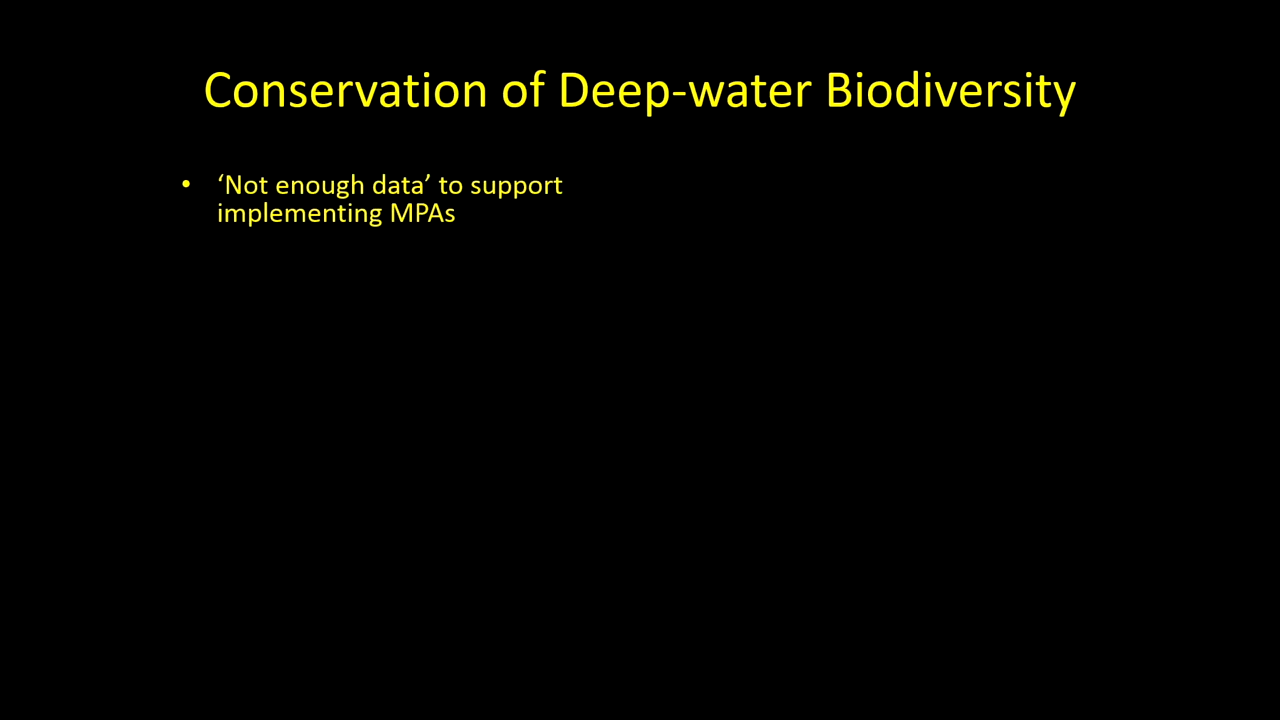 Conservation of Deep-water Biodiversity
• ‘Not enough data’ to support
implementing MPAs